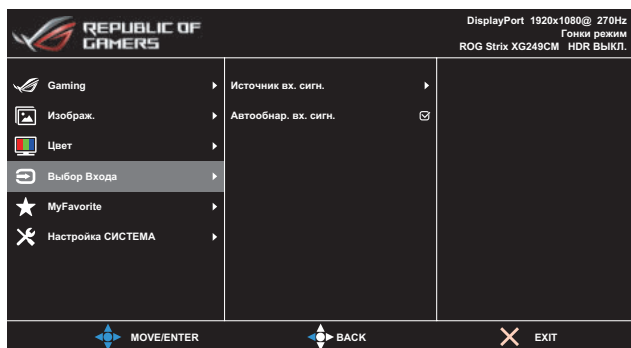 REPUBLIC OF
GAMERS
DisplayPort 1920x1080@ 270Hz
Гонки режим
ROG Strix XG249CM HDR ВЫКЛ.
Gaming
Изображ.
Цвет
Выбор Входа
MyFavorite
Настройка СИСТЕМА
Источник вх. сигн.
Автообнар. вх. сигн.
MOVE/ENTER
BACK
EXIT